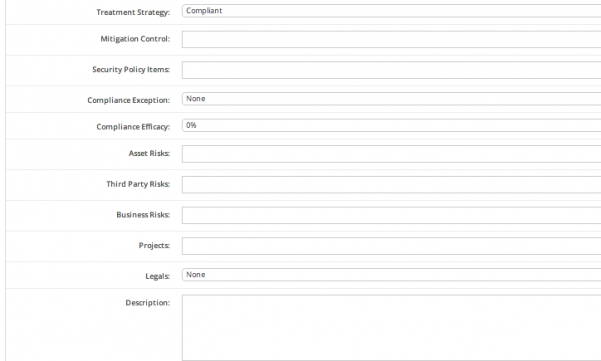 Treatment Strategy: Compliant
Mitigation Control:
Security Policy Items:
Compliance Exception: None
Compliance Efficacy: 0%
Asset Risks:
Third Party Risks:
Business Risks:
Projects:
Legals: None
Description: